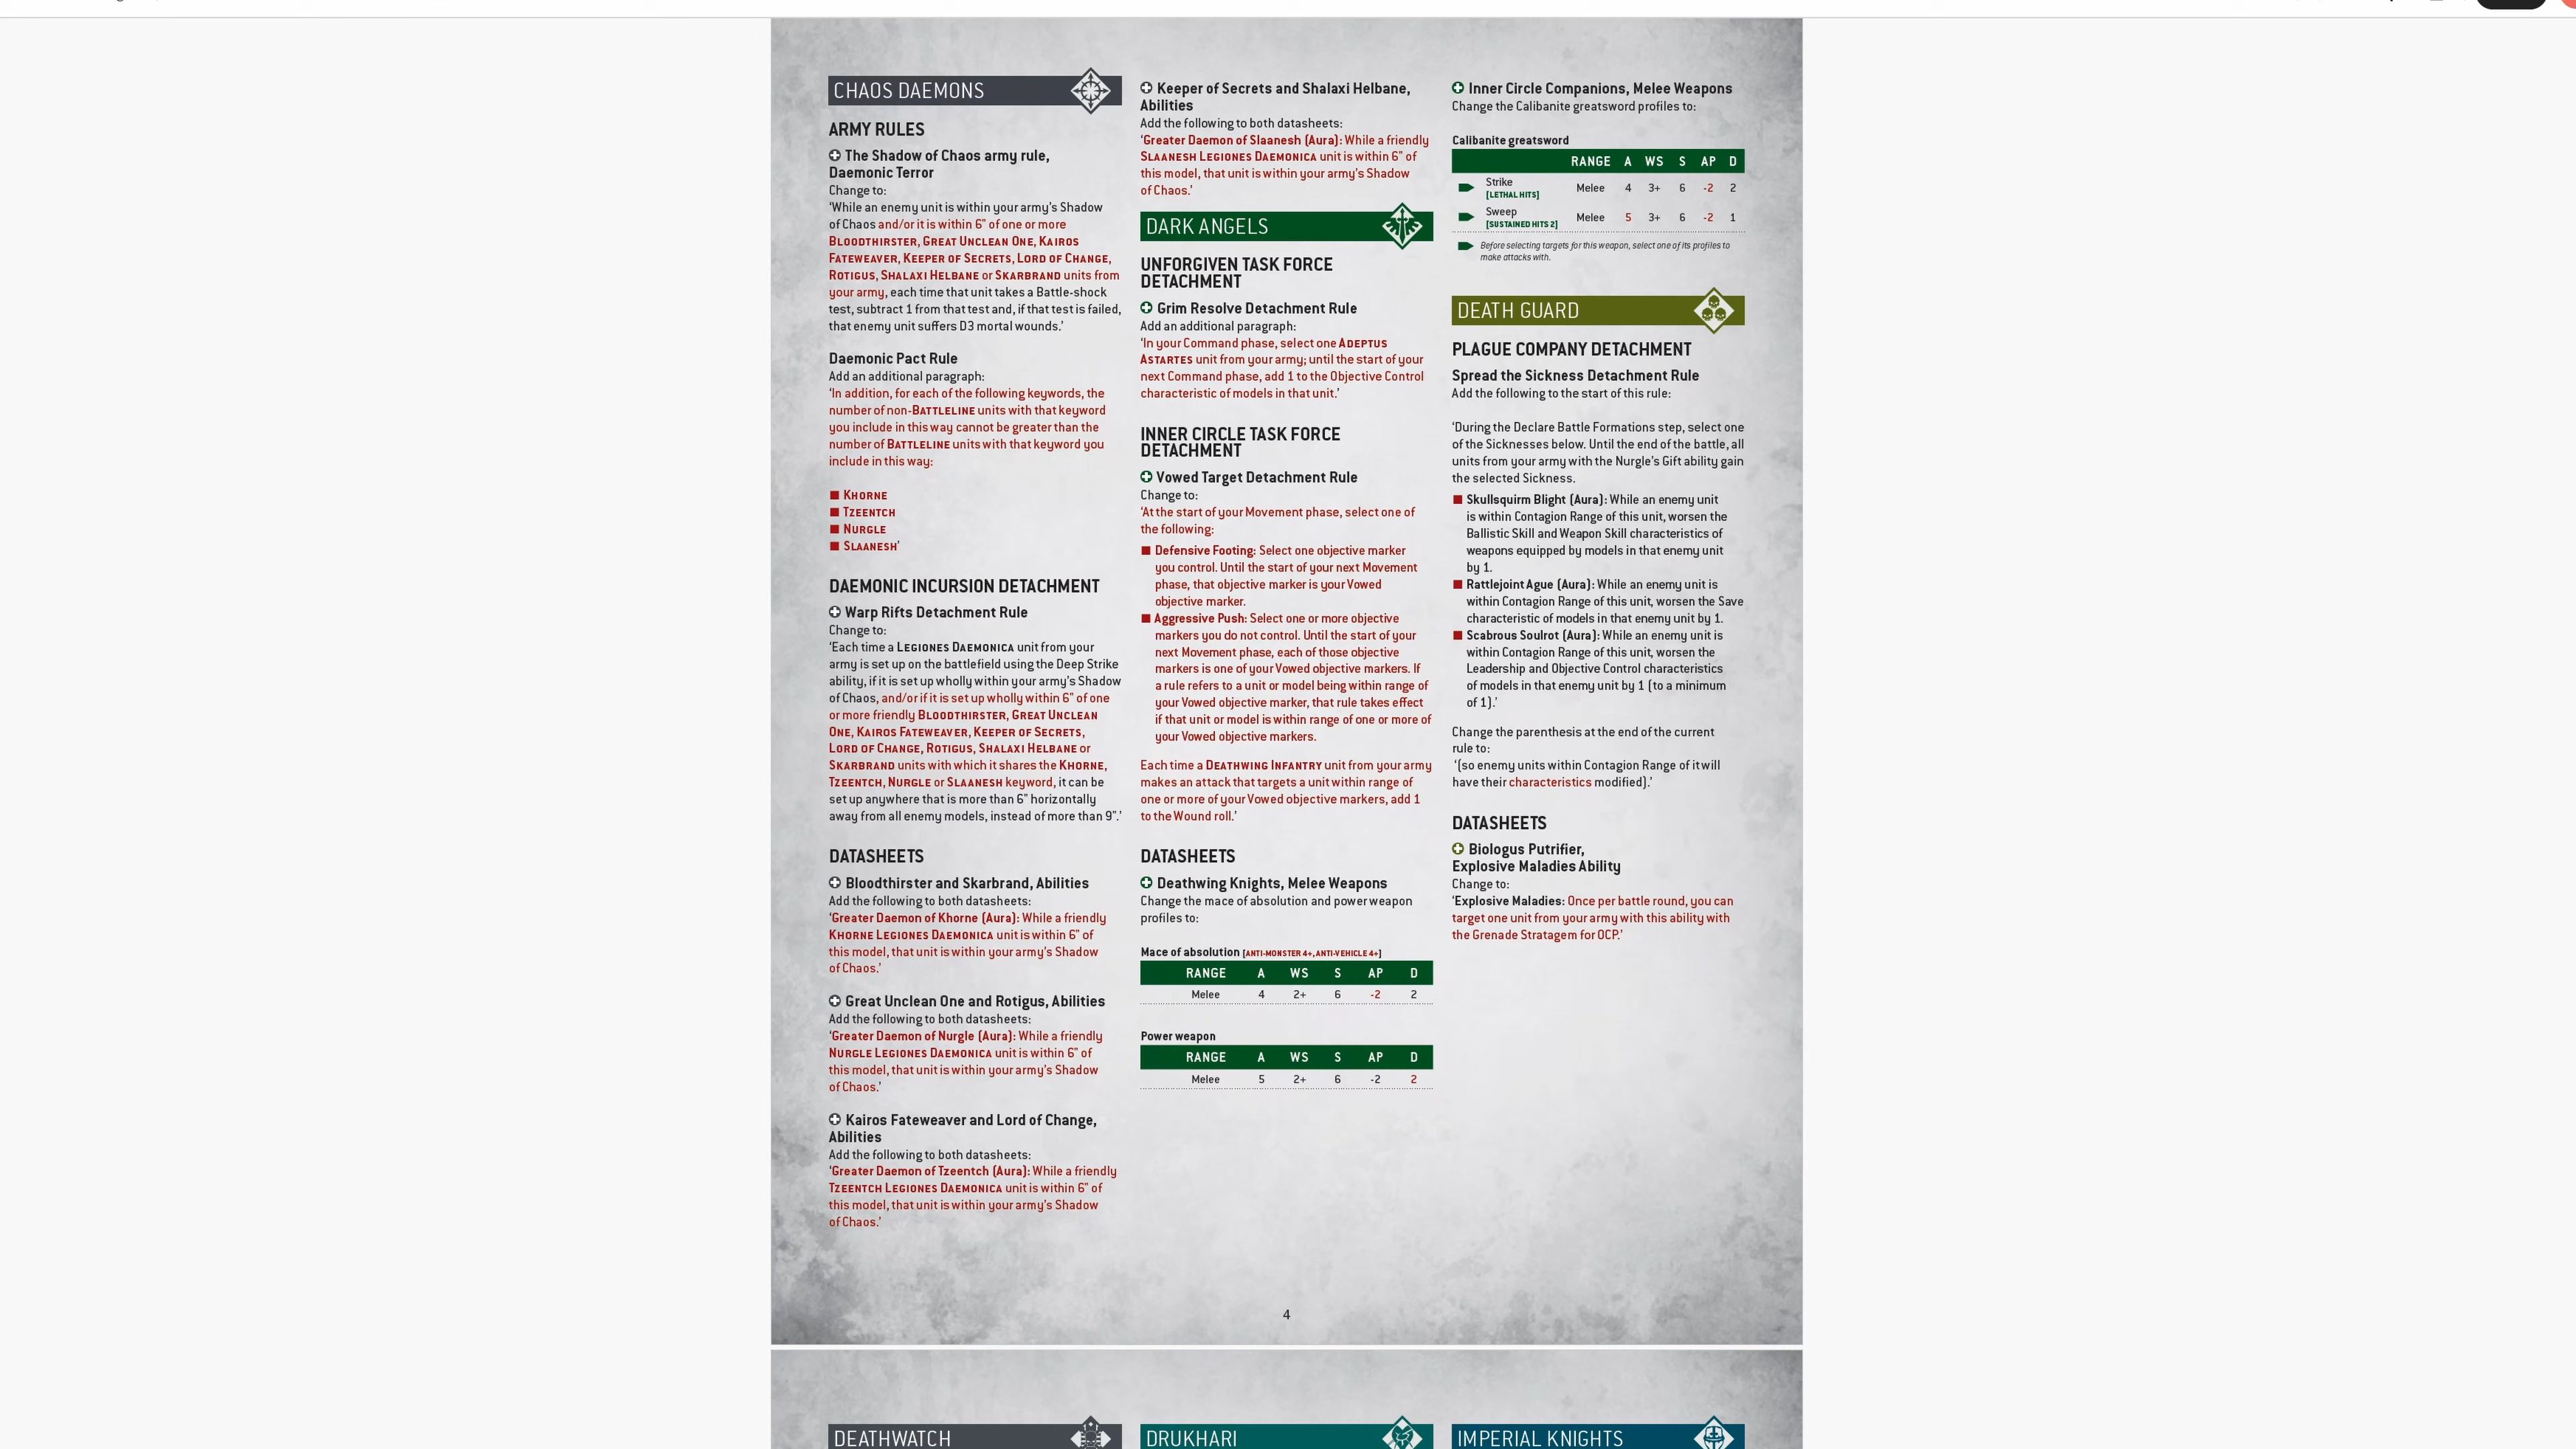 CHAOS DAEMONS
ARMY RULES
The Shadow of Chaos army rule,
Daemonic Terror
Change to:
‘While an enemy unit is within your army’s Shadow
of Chaos and/or it is within 6" of one or more
BLOODTHIRSTER, GREAT UNCLEAN ONE, KAIROS
FATEWEAVER, KEEPER OF SECRETS, LORD OF CHANGE,
ROTIGUS, SHALAXI HELBANE or SKARBRAND units from
your army, each time that unit takes a Battle-shock
test, subtract 1 from that test and, if that test is failed,
that enemy unit suffers D3 mortal wounds.’
Daemonic Pact Rule
Add an additional paragraph:
‘In addition, for each of the following keywords, the
number of non-BATTLELINE units with that keyword
you include in this way cannot be greater than the
number of BATTLELINE units with that keyword you
include in this way:
KHORNE
TZEENTCH
NURGLE
SLAANESH’
DAEMONIC INCURSION DETACHMENT
Warp Rifts Detachment Rule
Change to:
‘Each time a LEGIONES DAEMONICA unit from your
army is set up on the battlefield using the Deep Strike
ability, if it is set up wholly within your army’s Shadow
of Chaos, and/or if it is set up wholly within 6" of one
or more friendly BLOODTHIRSTER, GREAT UNCLEAN
ONE, KAIROS FATEWEAVER, KEEPER OF SECRETS,
LORD OF CHANGE, ROTIGUS, SHALAXI HELBANE or
SKARBRAND units with which it shares the KHORNE,
TZEENTCH, NURGLE or SLAANESH keyword, it can be
set up anywhere that is more than 6" horizontally
away from all enemy models, instead of more than 9".’
DATASHEETS
Bloodthirster and Skarbrand, Abilities
Add the following to both datasheets:
‘Greater Daemon of Khorne (Aura): While a friendly
KHORNE LEGIONES DAEMONICA unit is within 6" of
this model, that unit is within your army’s Shadow
of Chaos.’
Great Unclean One and Rotigus, Abilities
Add the following to both datasheets:
‘Greater Daemon of Nurgle (Aura): While a friendly
NURGLE LEGIONES DAEMONICA unit is within 6" of
this model, that unit is within your army’s Shadow
of Chaos.’
Kairos Fateweaver and Lord of Change,
Abilities
Add the following to both datasheets:
‘Greater Daemon of Tzeentch (Aura): While a friendly
TZEENTCH LEGIONES DAEMONICA unit is within 6" of
this model, that unit is within your army’s Shadow
of Chaos.’
Keeper of Secrets and Shalaxi Helbane,
Abilities
Add the following to both datasheets:
‘Greater Daemon of Slaanesh (Aura): While a friendly
SLAANESH LEGIONES DAEMONICA unit is within 6" of
this model, that unit is within your army’s Shadow
of Chaos.’
DARK ANGELS
UNFORGIVEN TASK FORCE
DETACHMENT
Grim Resolve Detachment Rule
Add an additional paragraph:
‘In your Command phase, select one ADEPTUS
ASTARTES unit from your army; until the start of your
next Command phase, add 1 to the Objective Control
characteristic of models in that unit.’
INNER CIRCLE TASK FORCE
DETACHMENT
Vowed Target Detachment Rule
Change to:
‘At the start of your Movement phase, select one of
the following:
Defensive Footing: Select one objective marker
you control. Until the start of your next Movement
phase, that objective marker is your Vowed
objective marker.
Aggressive Push: Select one or more objective
markers you do not control. Until the start of your
next Movement phase, each of those objective
markers is one of your Vowed objective markers. If
a rule refers to a unit or model being within range of
your Vowed objective marker, that rule takes effect
if that unit or model is within range of one or more of
your Vowed objective markers.
Each time a DEATHWING INFANTRY unit from your army
makes an attack that targets a unit within range of
one or more of your Vowed objective markers, add 1
to the Wound roll.’
DATASHEETS
Deathwing Knights, Melee Weapons
Change the mace of absolution and power weapon
profiles to:
Mace of absolution [ANTI-MONSTER 4+, ANTI-VEHICLE 4+]
RANGE A WS S AP D
Melee 4 2+ 6 -2 2
Power weapon
RANGE A WS S AP D
Melee 5 2+ 6 -2 2
Inner Circle Companions, Melee Weapons
Change the Calibanite greatsword profiles to:
Calibanite greatsword
RANGE A WS S AP D
Strike
[LETHAL HITS]
Melee 4 3+ 6 -2 2
Sweep
[SUSTAINED HITS 2]
Melee 5 3+ 6 -2 1
Before selecting targets for this weapon, select one of its profiles to
make attacks with.
DEATH GUARD
PLAGUE COMPANY DETACHMENT
Spread the Sickness Detachment Rule
Add the following to the start of this rule:
‘During the Declare Battle Formations step, select one
of the Sicknesses below. Until the end of the battle, all
units from your army with the Nurgle’s Gift ability gain
the selected Sickness.
Skullsquirm Blight (Aura): While an enemy unit
is within Contagion Range of this unit, worsen the
Ballistic Skill and Weapon Skill characteristics of
weapons equipped by models in that enemy unit
by 1.
Rattlejoint Ague (Aura): While an enemy unit is
within Contagion Range of this unit, worsen the Save
characteristic of models in that enemy unit by 1.
Scabrous Soulrot (Aura): While an enemy unit is
within Contagion Range of this unit, worsen the
Leadership and Objective Control characteristics
of models in that enemy unit by 1 (to a minimum
of 1).’
Change the parenthesis at the end of the current
rule to:
‘(so enemy units within Contagion Range of it will
have their characteristics modified).’
DATASHEETS
Biologus Putrifier,
Explosive Maladies Ability
Change to:
‘Explosive Maladies: Once per battle round, you can
target one unit from your army with this ability with
the Grenade Stratagem for 0CP.’
4
DEATHWATCH
DRUKHARI
IMPERIAL KNIGHTS